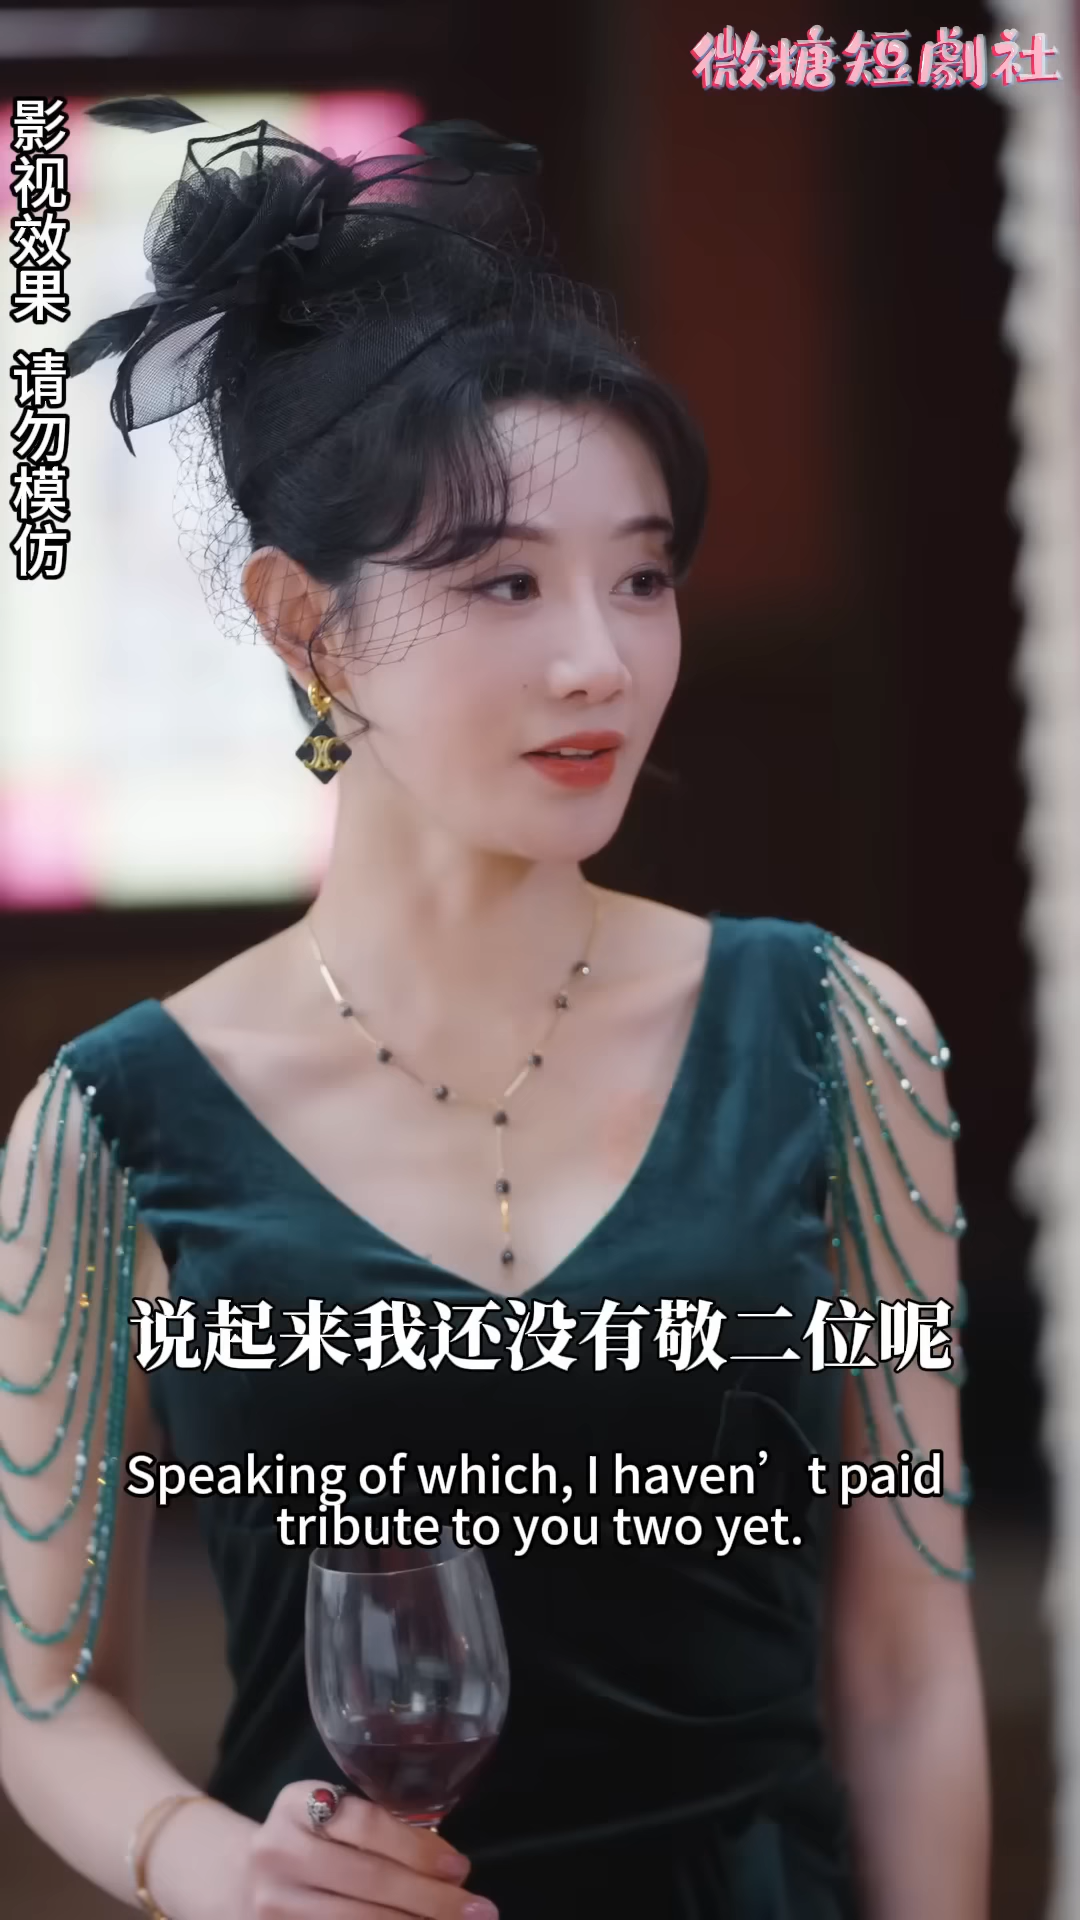 微糖短劇社
影视效果 请勿模仿
说起来我还没有敬二位呢
Speaking of which, I haven’t paid
tribute to you two yet.